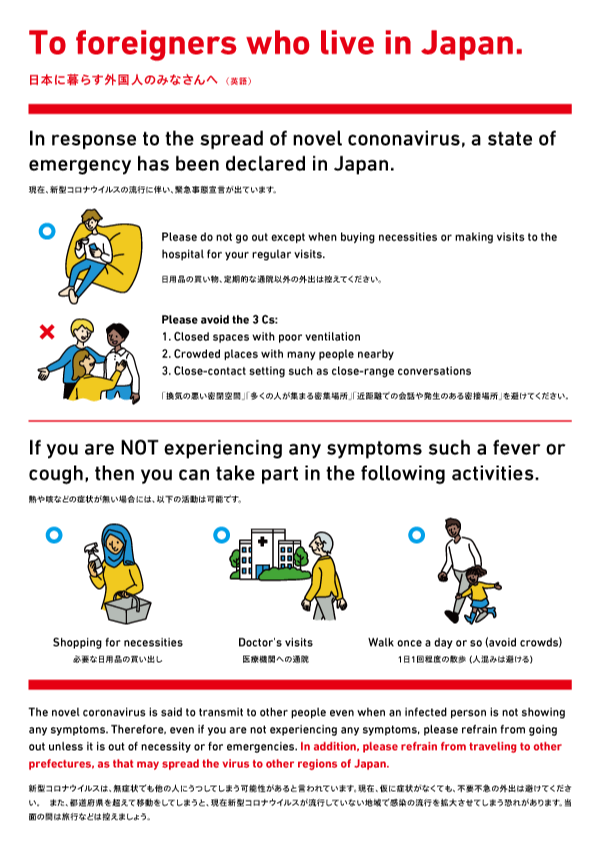 To foreigners who live in Japan.
日本に暮らす外国人のみなさんへ （英語）
In response to the spread of novel cononavirus, a state of
emergency has been declared in Japan.
現在、新型コロナウイルスの流行に伴い、緊急事態宣言が出ています。
Please do not go out except when buying necessities or making visits to the
hospital for your regular visits.
日用品の買い物、定期的な通院以外の外出は控えてください。
Please avoid the 3 Cs:
1. Closed spaces with poor ventilation
2. Crowded places with many people nearby
3. Close-contact setting such as close-range conversations
「換気の悪い密閉空間」「多くの人が集まる密集場所」「近距離での会話や発生のある密接場所」を避けてください。
If you are NOT experiencing any symptoms such a fever or
cough, then you can take part in the following activities.
熱や咳などの症状が無い場合には、以下の活動は可能です。
Shopping for necessities
必要な日用品の買い出し
Doctor's visits
医療機関への通院
Walk once a day or so (avoid crowds)
1日1回程度の散歩 (人混みは避ける)
The novel coronavirus is said to transmit to other people even when an infected person is not showing
any symptoms. Therefore, even if you are not experiencing any symptoms, please refrain from going
out unless it is out of necessity or for emergencies. In addition, please refrain from traveling to other
prefectures, as that may spread the virus to other regions of Japan.
新型コロナウイルスは、無症状でも他の人にうつしてしまう可能性があると言われています。現在、仮に症状がなくても、不要不急の外出は避けてくださ
い。 また、都道府県を超えて移動をしてしまうと、現在新型コロナウイルスが流行していない地域で感染の流行を拡大させてしまう恐れがあります。当
面の間は旅行などは控えましょう。